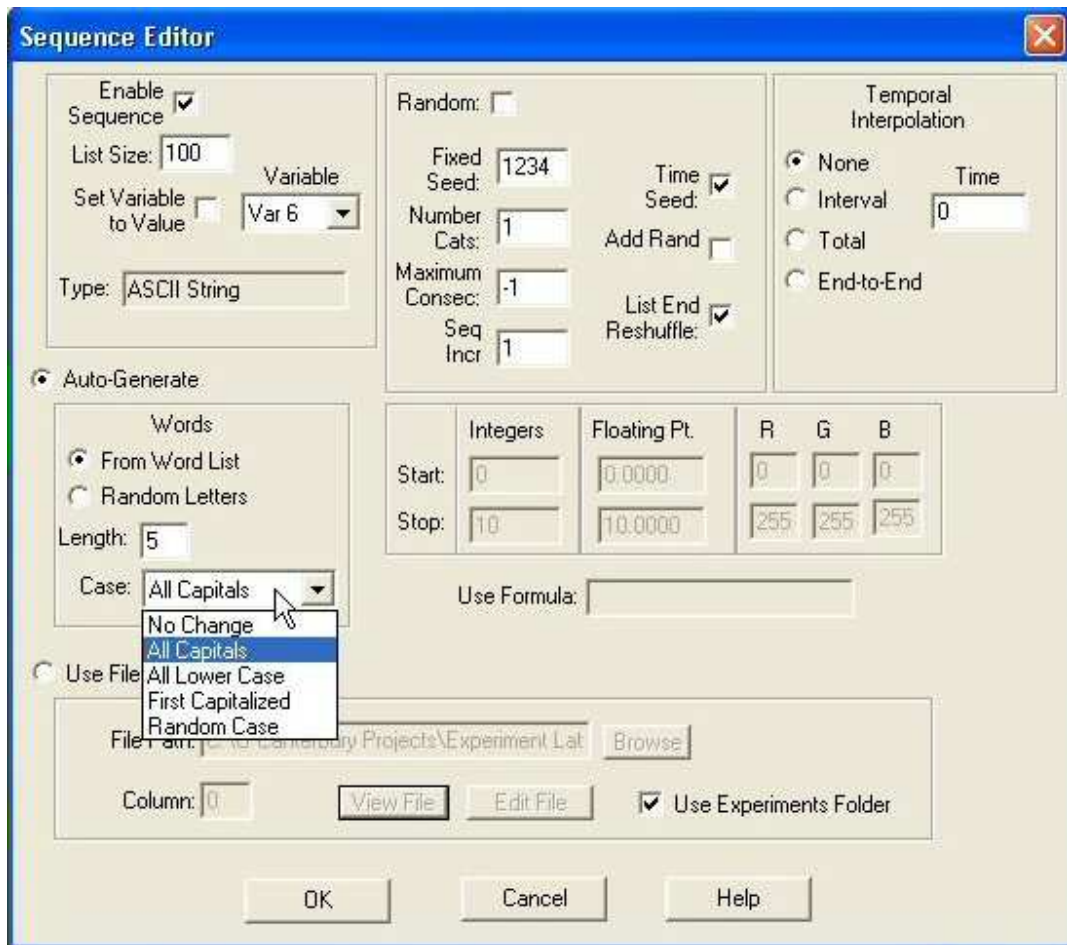 Sequence Editor
Enable
Sequence
List Size: 100
Set Variable
to Value
Variable
Var 6
Type: ASCII String
Random:
Fixed
Seed: 1234
Number
Cats: 1
Maximum
Consec: -1
Seq
Incr 1
Time
Seed:
Add Rand
List End
Reshuffle:
Temporal
Interpolation
None
Interval
Total
End-to-End
Time
0
Auto-Generate
Words
From Word List
Random Letters
Length: 5
Case: All Capitals
No Change
All Capitals
All Lower Case
First Capitalized
Random Case
Integers Floating Pt. R G B
Start: 0 0.0000 0 0 0
Stop: 10 10.0000 255 255 255
Use Formula:
Use File
File Path: Canterbury Projects\Experiment Lab Browse
Column: 0 View File Edit File Use Experiments Folder
OK Cancel Help